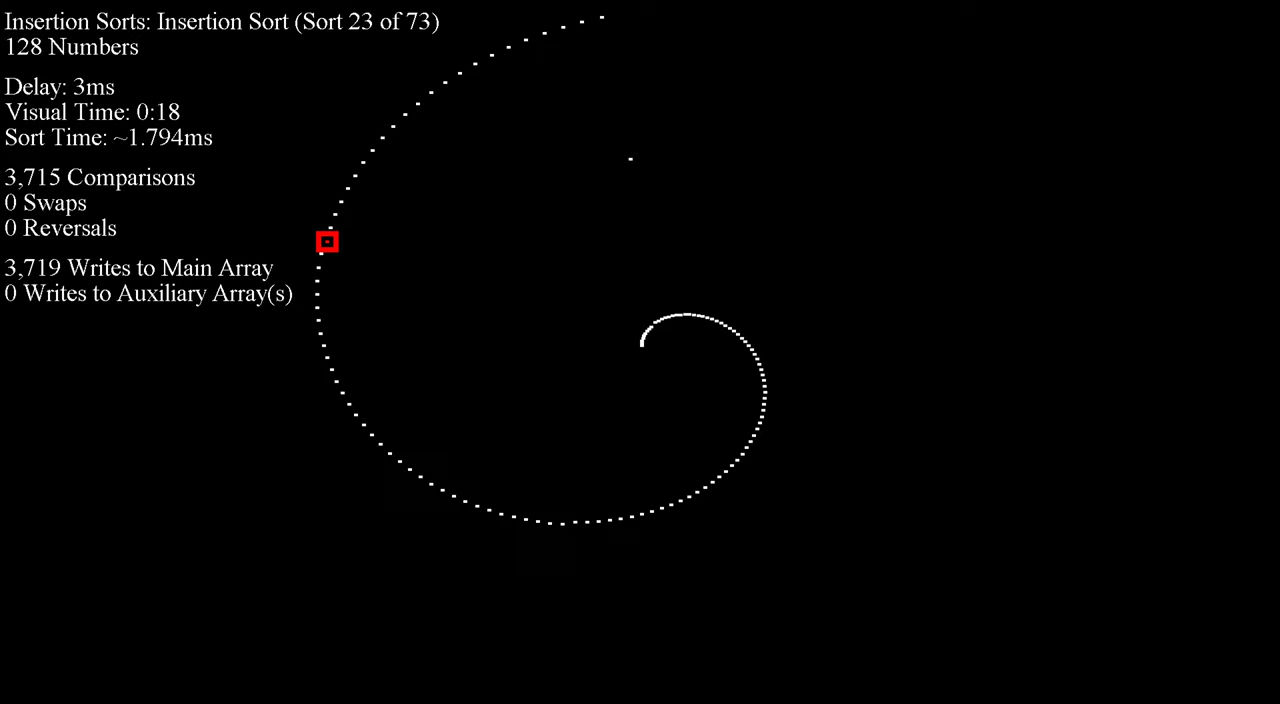 Insertion Sorts: Insertion Sort (Sort 23 of 73)
128 Numbers
Delay: 3ms
Visual Time: 0:18
Sort Time: ~1.794ms
3,715 Comparisons
0 Swaps
0 Reversals
3,719 Writes to Main Array
0 Writes to Auxiliary Array(s)